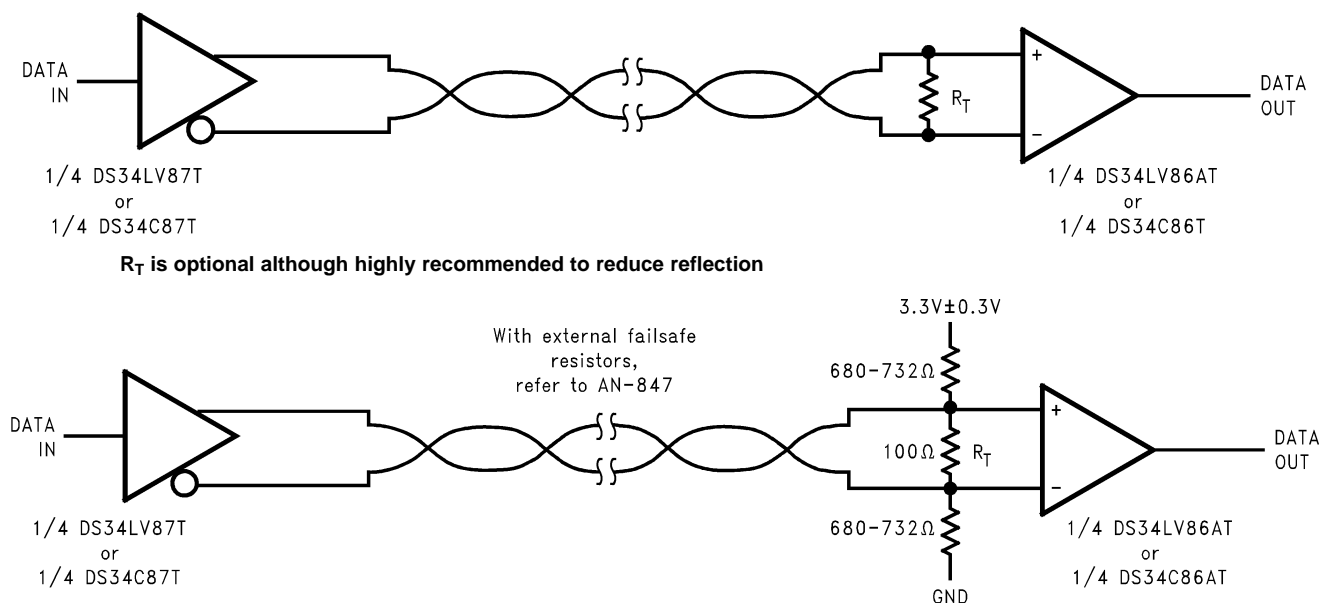 DATA
IN
1/4 DS34LV87T
or
1/4 DS34C87T
+
−
R_T
DATA
OUT
1/4 DS34LV86AT
or
1/4 DS34C86T
R_T is optional although highly recommended to reduce reflection
DATA
IN
1/4 DS34LV87T
or
1/4 DS34C87T
With external failsafe
resistors,
refer to AN-847
3.3V±0.3V
680-732Ω
100Ω R_T
680-732Ω
GND
+
−
DATA
OUT
1/4 DS34LV86AT
or
1/4 DS34C86AT